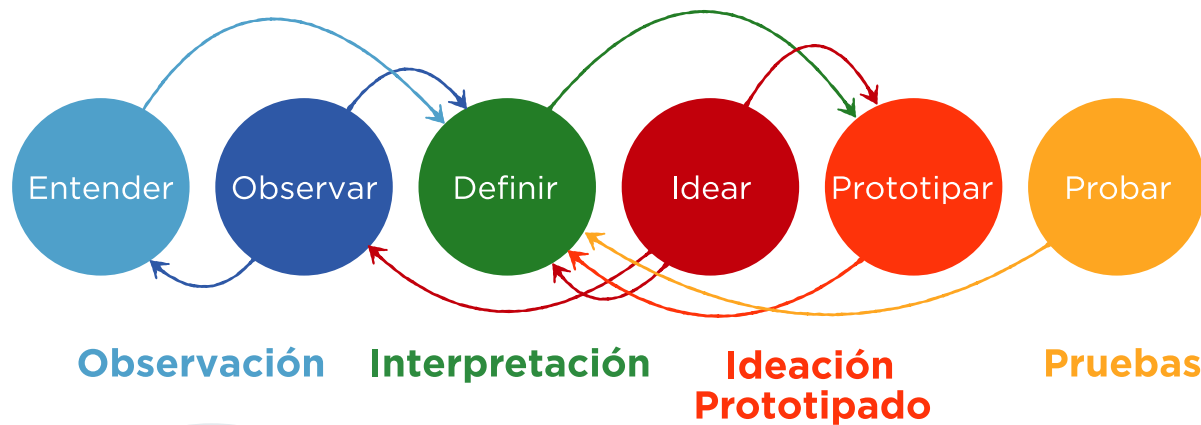 Entender
Observar
Definir
Idear
Prototipar
Probar
Observación
Interpretación
Ideación
Prototipado
Pruebas